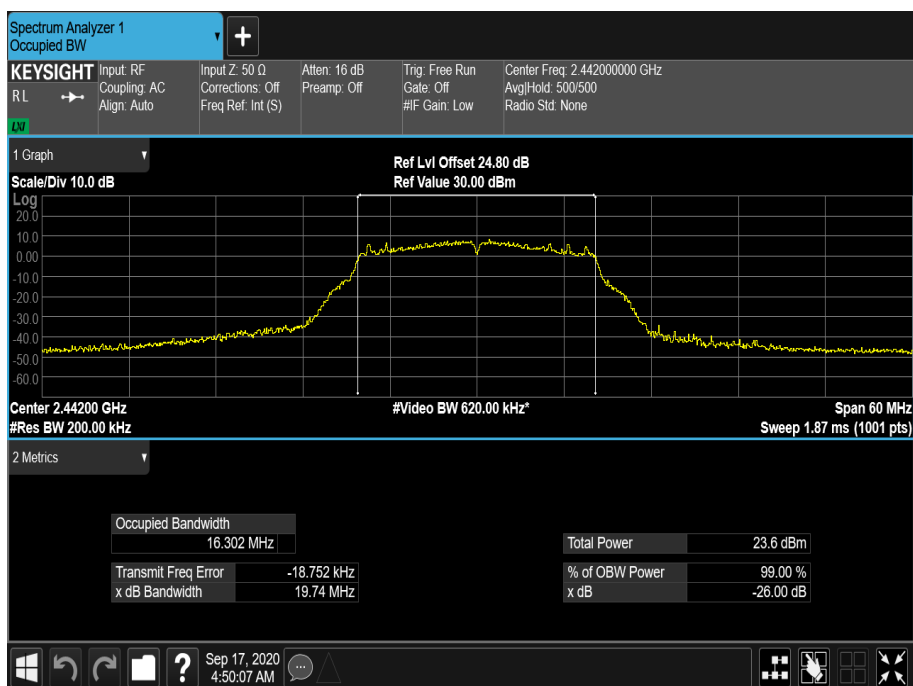 Spectrum Analyzer 1
Occupied BW
+
KEYSIGHT Input: RF Input Z: 50 Ω Atten: 16 dB Trig: Free Run Center Freq: 2.442000000 GHz
RL Coupling: AC Corrections: Off Preamp: Off Gate: Off Avg|Hold: 500/500
Align: Auto Freq Ref: Int (S) #IF Gain: Low Radio Std: None
LXI
1 Graph
Ref Lvl Offset 24.80 dB
Scale/Div 10.0 dB Ref Value 30.00 dBm
Log
20.0
10.0
0.00
-10.0
-20.0
-30.0
-40.0
-50.0
-60.0
Center 2.44200 GHz #Video BW 620.00 kHz* Span 60 MHz
#Res BW 200.00 kHz Sweep 1.87 ms (1001 pts)
2 Metrics
Occupied Bandwidth
16.302 MHz Total Power 23.6 dBm
Transmit Freq Error -18.752 kHz % of OBW Power 99.00 %
x dB Bandwidth 19.74 MHz x dB -26.00 dB
? Sep 17, 2020
4:50:07 AM